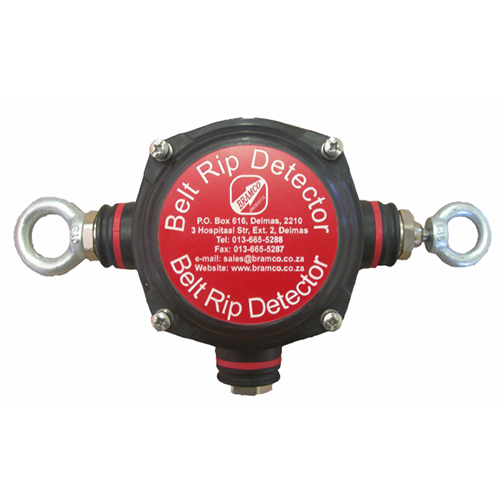 Belt Rip Detector
BRAMCO
P.O. Box 616, Delmas, 2210
3 Hospitaal Str, Ext. 2, Delmas
Tel: 013-665-5288
Fax: 013-665-5287
e-mail: sales@bramco.co.za
Website: www.bramco.co.za
Belt Rip Detector